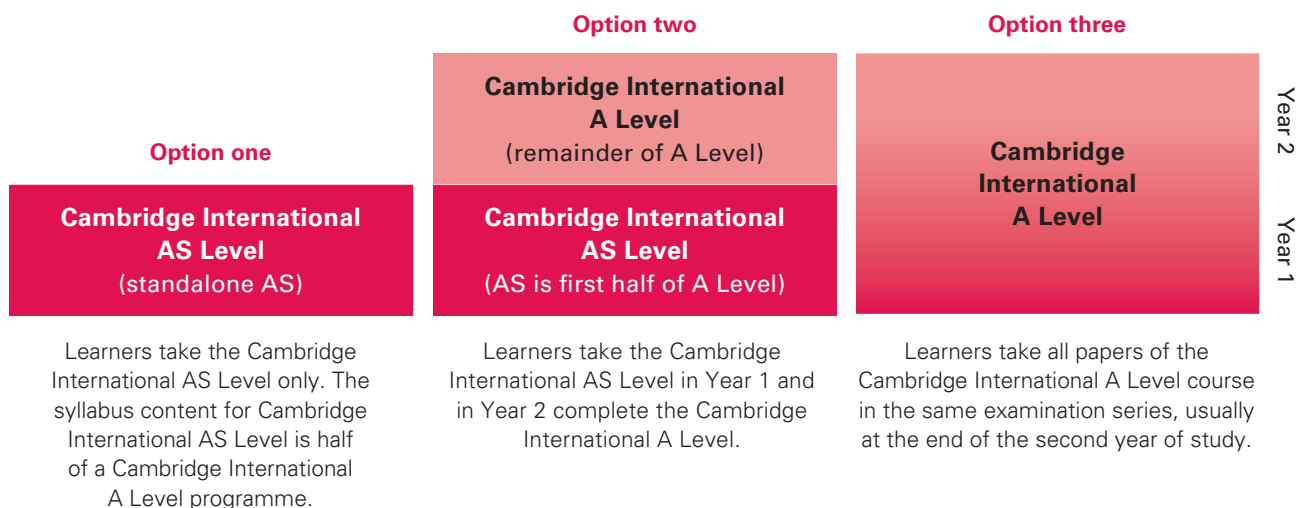 Option one
Cambridge International
AS Level
(standalone AS)
Learners take the Cambridge
International AS Level only. The
syllabus content for Cambridge
International AS Level is half
of a Cambridge International
A Level programme.
Option two
Cambridge International
A Level
(remainder of A Level)
Cambridge International
AS Level
(AS is first half of A Level)
Learners take the Cambridge
International AS Level in Year 1 and
in Year 2 complete the Cambridge
International A Level.
Option three
Cambridge
International
A Level
Learners take all papers of the
Cambridge International A Level course
in the same examination series, usually
at the end of the second year of study.
Year 2
Year 1